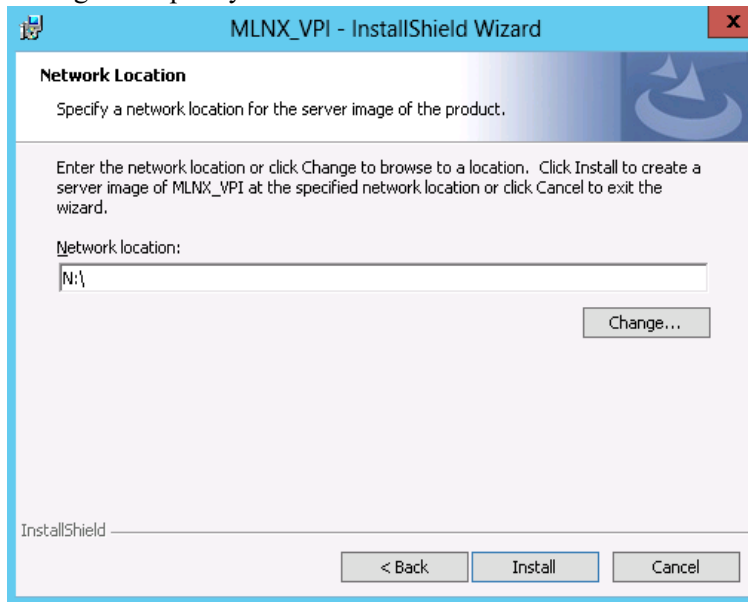 MLNX_VPI - InstallShield Wizard
x
Network Location
Specify a network location for the server image of the product.
Enter the network location or click Change to browse to a location. Click Install to create a
server image of MLNX_VPI at the specified network location or click Cancel to exit the
wizard.
Network location:
N:\
Change...
InstallShield
< Back Install Cancel